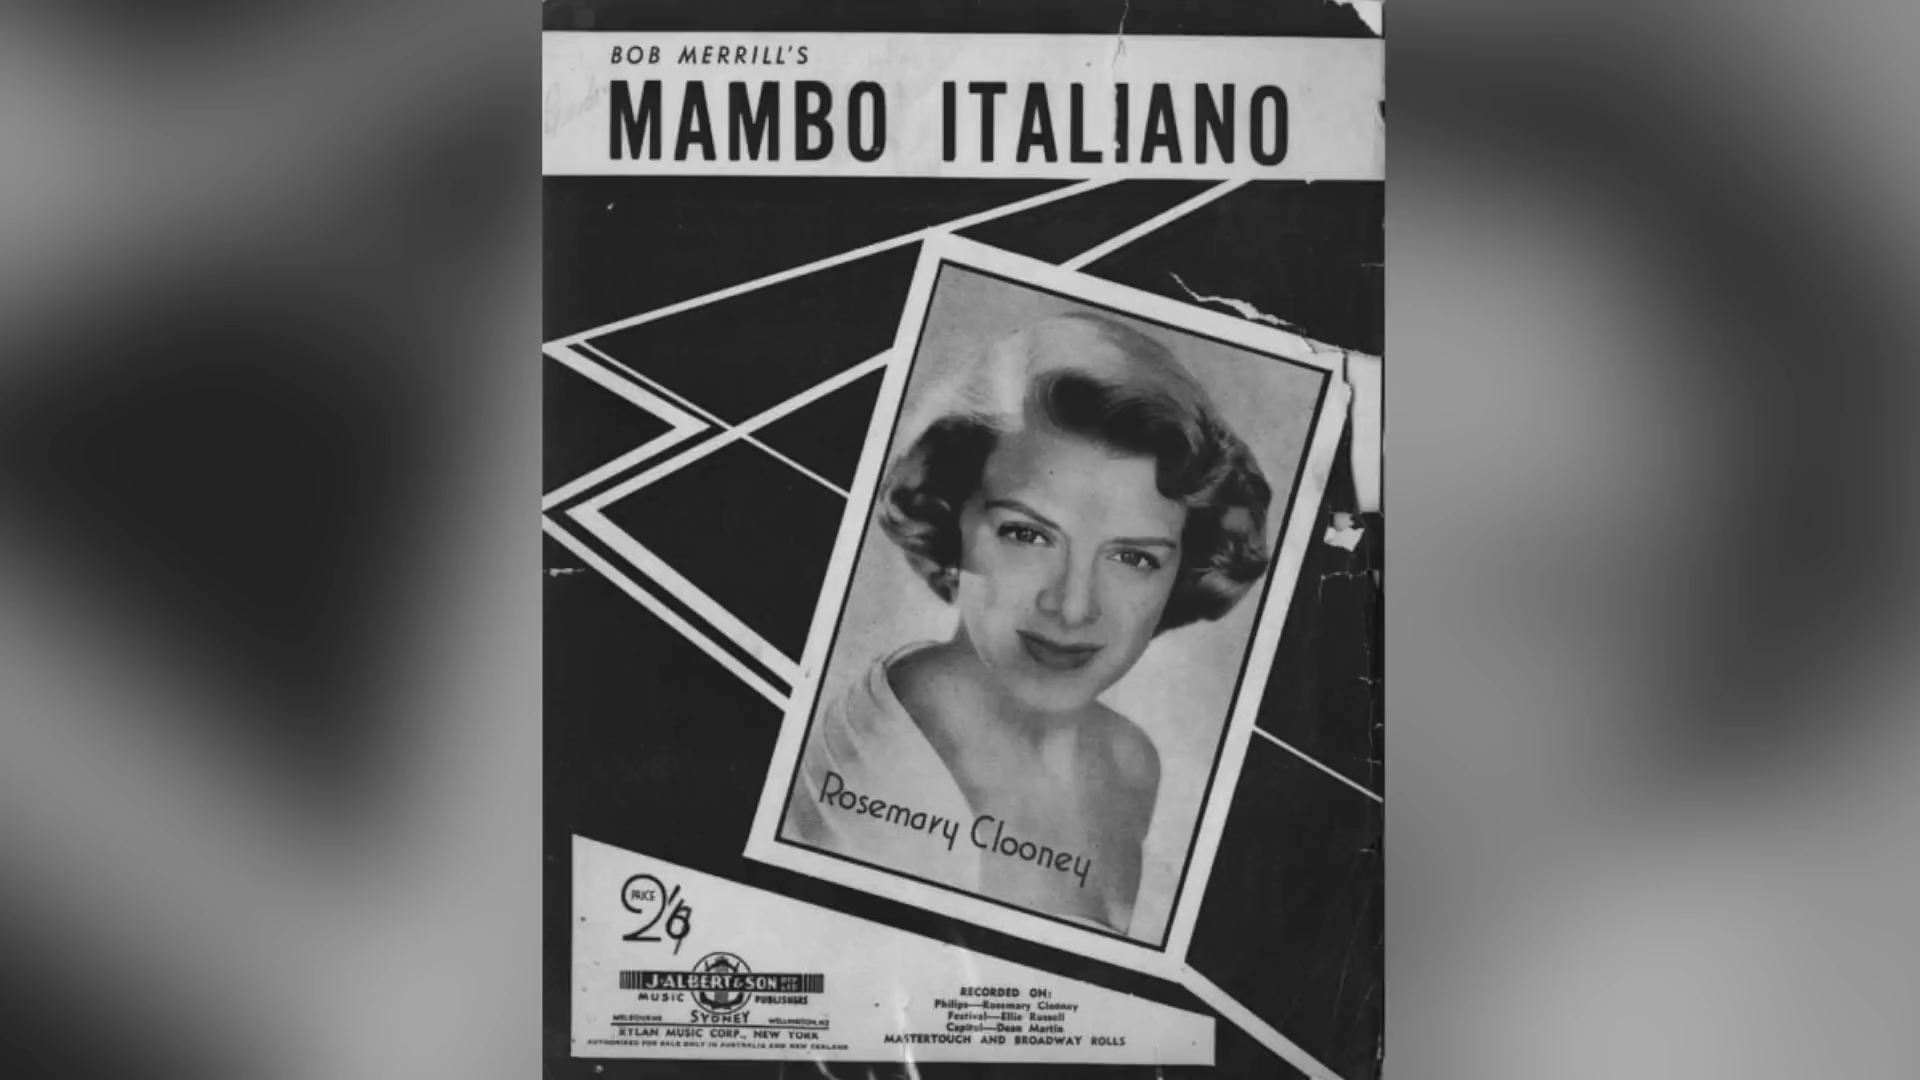 BOB MERRILL'S
MAMBO ITALIANO
Rosemary Clooney
PRICE
2/6
J. ALBERT & SON PTY LTD
MUSIC PUBLISHERS
MELBOURNE SYDNEY WELLINGTON, N.Z
RYLAN MUSIC CORP., NEW YORK
AUTHORISED FOR SALE ONLY IN AUSTRALIA AND NEW ZEALAND
RECORDED ON:
Philips—Rosemary Clooney
Festival—Ellie Russell
Capitol—Dean Martin
MASTERTOUCH AND BROADWAY ROLLS